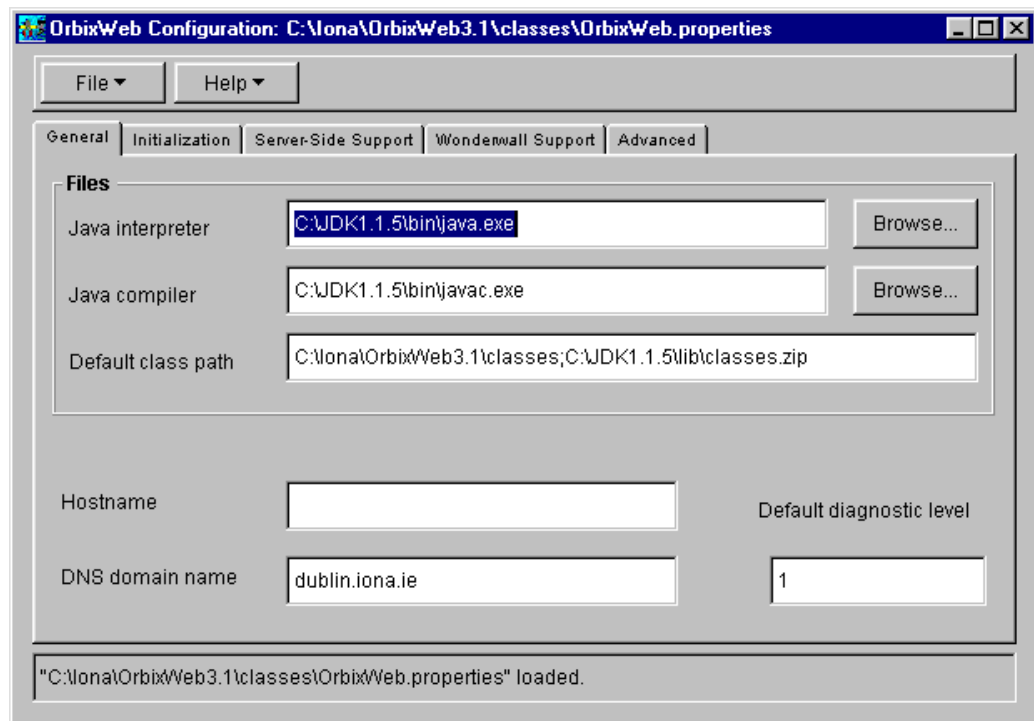 OrbixWeb Configuration: C:\Iona\OrbixWeb3.1\classes\OrbixWeb.properties
File Help
General Initialization Server-Side Support Wonderwall Support Advanced
Files
Java interpreter C:\JDK1.1.5\bin\java.exe Browse...
Java compiler C:\JDK1.1.5\bin\javac.exe Browse...
Default class path C:\Iona\OrbixWeb3.1\classes;C:\JDK1.1.5\lib\classes.zip
Hostname Default diagnostic level
DNS domain name dublin.iona.ie 1
"C:\Iona\OrbixWeb3.1\classes\OrbixWeb.properties" loaded.